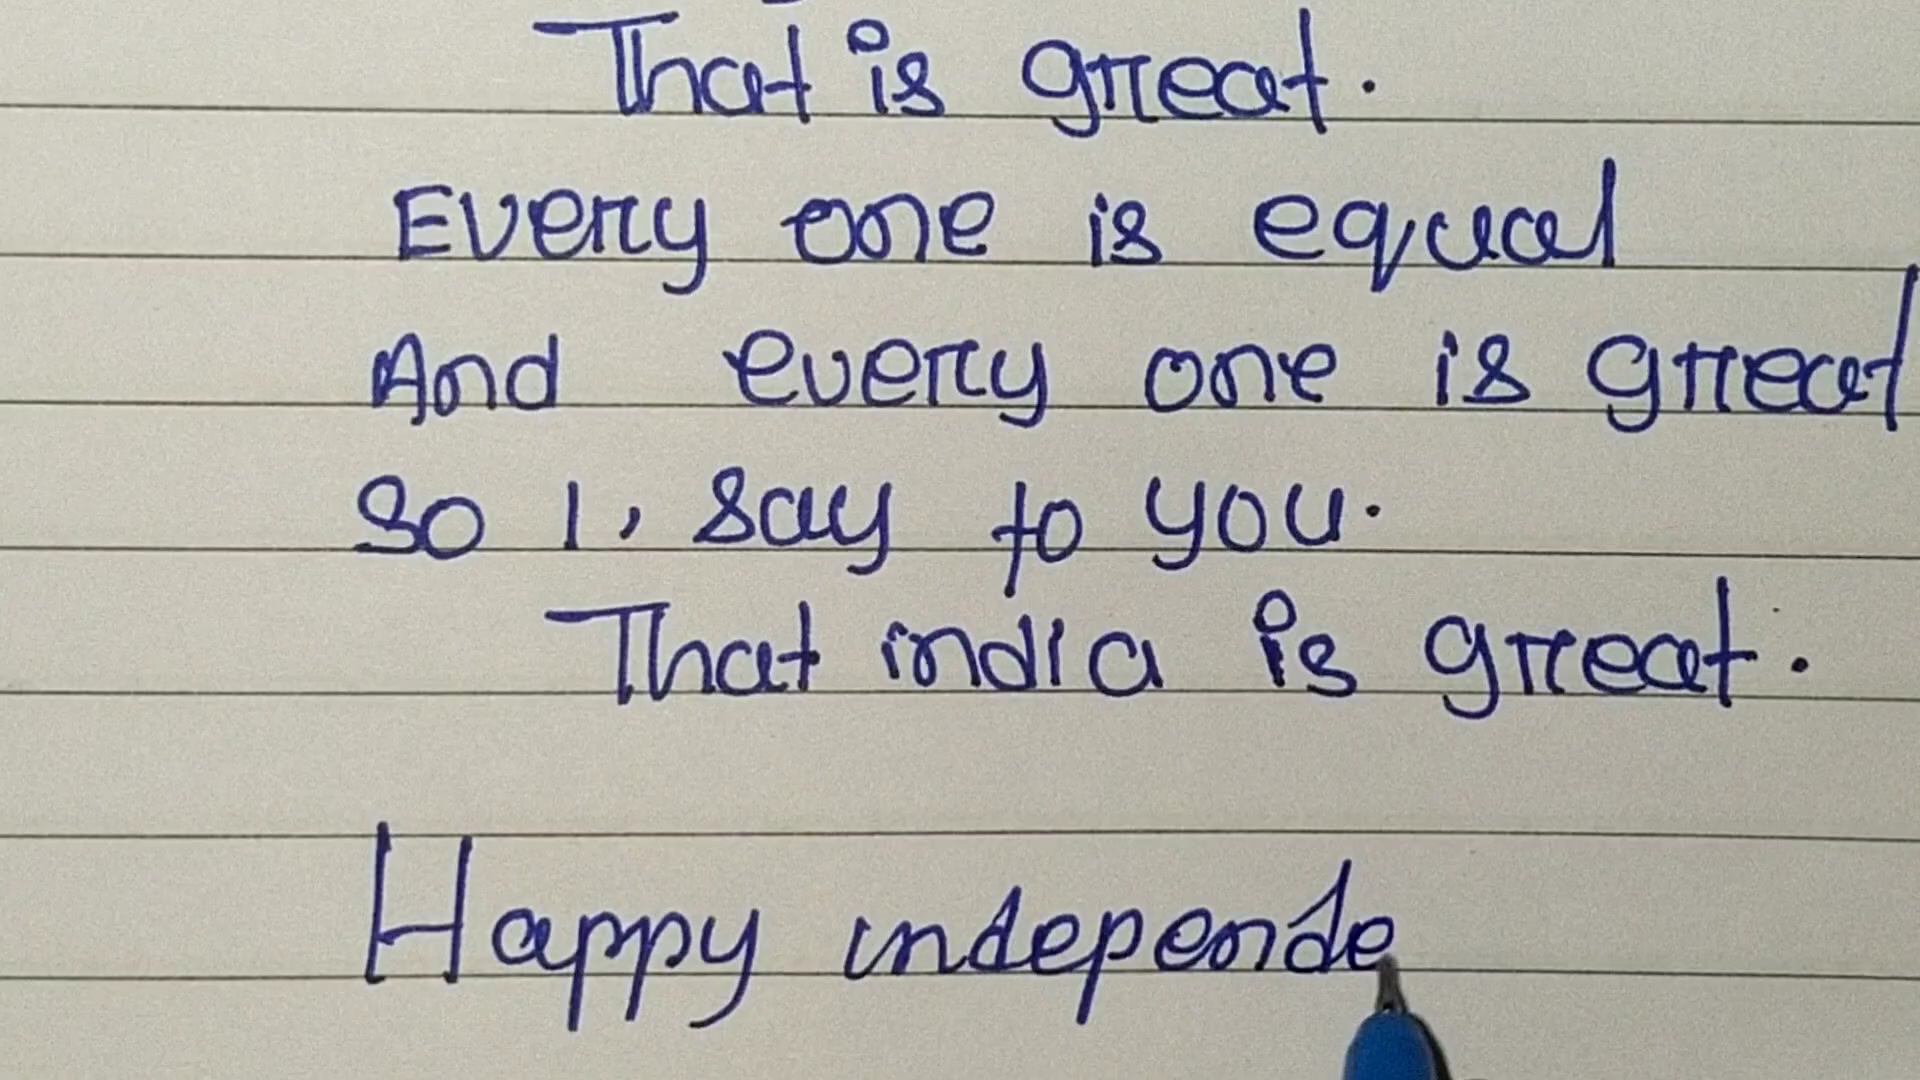 That is great.
Every one is equal
And every one is great
So I, say to you.
That india is great.
Happy independe